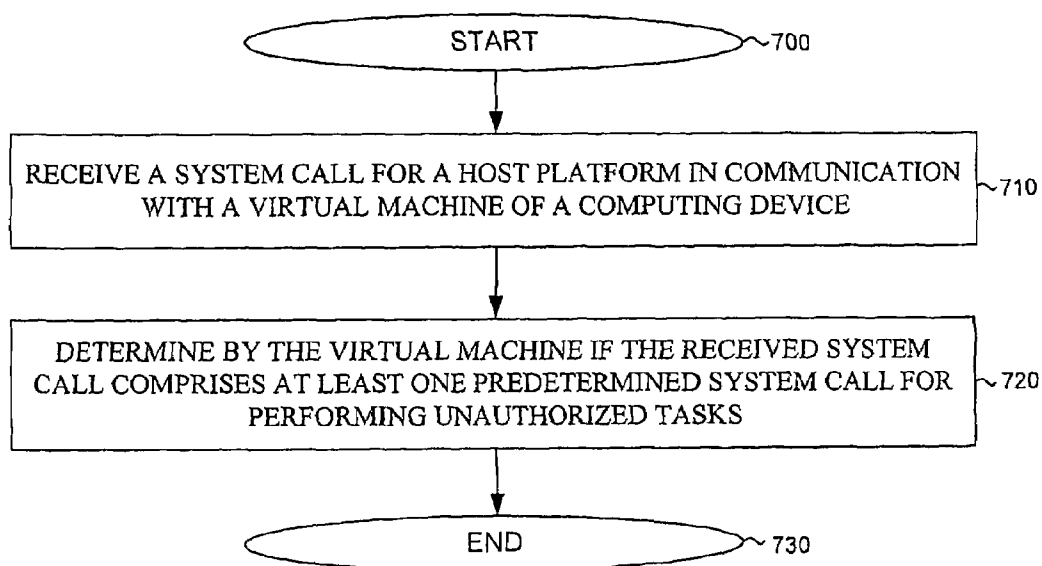 START
700
RECEIVE A SYSTEM CALL FOR A HOST PLATFORM IN COMMUNICATION
WITH A VIRTUAL MACHINE OF A COMPUTING DEVICE
710
DETERMINE BY THE VIRTUAL MACHINE IF THE RECEIVED SYSTEM
CALL COMPRISES AT LEAST ONE PREDETERMINED SYSTEM CALL FOR
PERFORMING UNAUTHORIZED TASKS
720
END
730